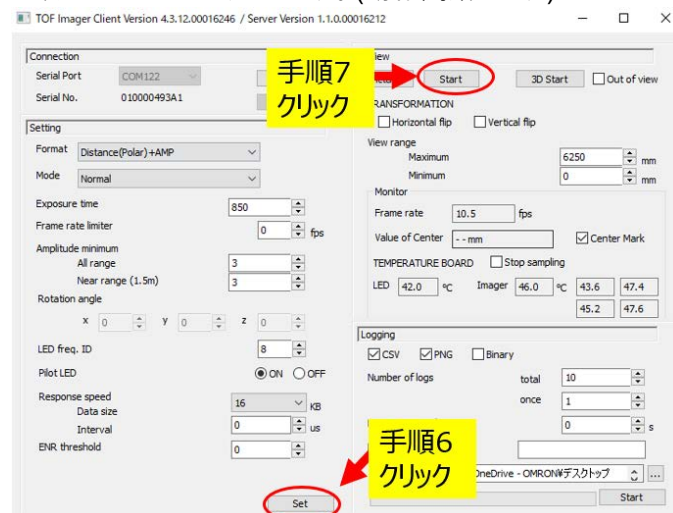 TOF Imager Client Version 4.3.12.00016246 / Server Version 1.1.0.00016212
Connection
Serial Port COM122
Serial No. 010000493A1
Setting
Format Distance(Polar)+AMP
Mode Normal
Exposure time 850
Frame rate limiter 0 fps
Amplitude minimum
All range 3
Near range (1.5m) 3
Rotation angle
x 0 y 0 z 0
LED freq. ID 8
Pilot LED ON OFF
Response speed 16 KB
Data size
Interval 0 us
ENR threshold 0
Set
手順7
クリック
Start 3D Start Out of view
Horizontal flip Vertical flip
View range
Maximum 6250 mm
Minimum 0 mm
Monitor
Frame rate 10.5 fps
Value of Center --mm Center Mark
TEMPERATURE BOARD Stop sampling
LED 42.0 ℃ Imager 46.0 ℃ 43.6 47.4
45.2 47.6
Logging
CSV PNG Binary
Number of logs total 10
once 1
0 s
手順6
クリック
OneDrive - OMRON¥デスクトップ ...
Start